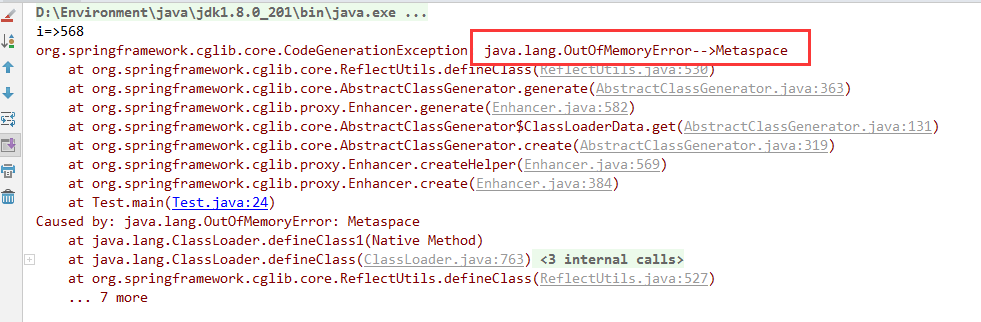 D:\Environment\java\jdk1.8.0_201\bin\java.exe ...
i=>568
org.springframework.cglib.core.CodeGenerationException java.lang.OutOfMemoryError-->Metaspace
at org.springframework.cglib.core.ReflectUtils.defineClass(ReflectUtils.java:530)
at org.springframework.cglib.core.AbstractClassGenerator.generate(AbstractClassGenerator.java:363)
at org.springframework.cglib.proxy.Enhancer.generate(Enhancer.java:582)
at org.springframework.cglib.core.AbstractClassGenerator$ClassLoaderData.get(AbstractClassGenerator.java:131)
at org.springframework.cglib.core.AbstractClassGenerator.create(AbstractClassGenerator.java:319)
at org.springframework.cglib.proxy.Enhancer.createHelper(Enhancer.java:569)
at org.springframework.cglib.proxy.Enhancer.create(Enhancer.java:384)
at Test.main(Test.java:24)
Caused by: java.lang.OutOfMemoryError: Metaspace
at java.lang.ClassLoader.defineClass1(Native Method)
at java.lang.ClassLoader.defineClass(ClassLoader.java:763) <3 internal calls>
at org.springframework.cglib.core.ReflectUtils.defineClass(ReflectUtils.java:527)
... 7 more